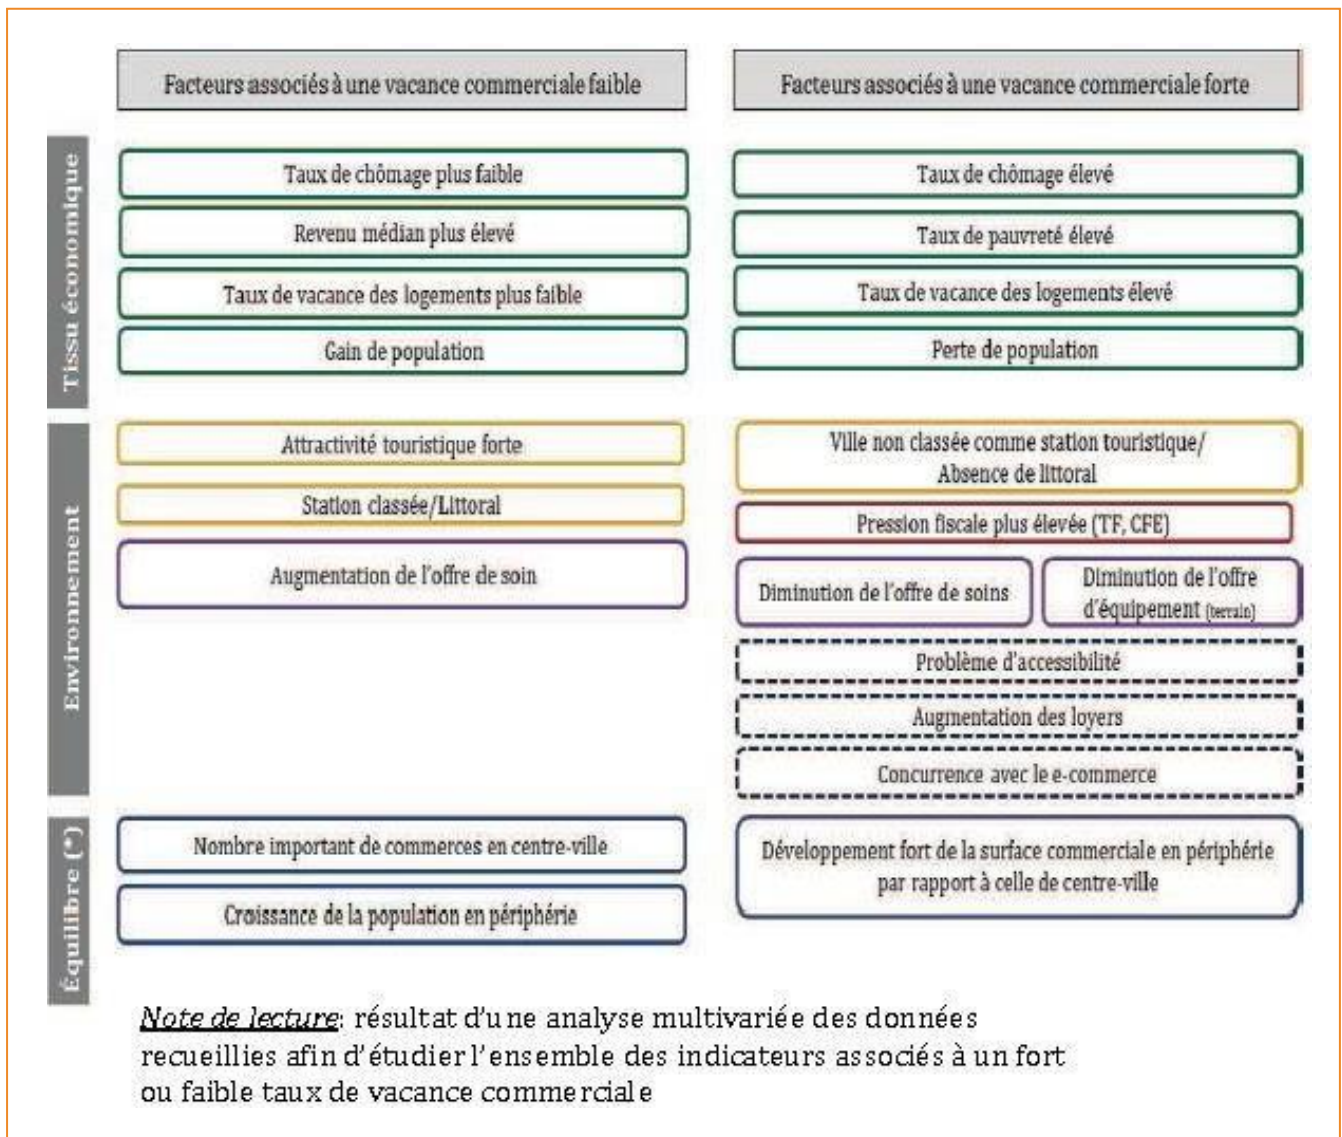 Facteurs associés à une vacance commerciale faible
Facteurs associés à une vacance commerciale forte
Tissu économique
Taux de chômage plus faible
Taux de chômage élevé
Revenu médian plus élevé
Taux de pauvreté élevé
Taux de vacance des logements plus faible
Taux de vacance des logements élevé
Gain de population
Perte de population
Environnement
Attractivité touristique forte
Ville non classée comme station touristique/
Absence de littoral
Station classée/Littoral
Pression fiscale plus élevée (TF, CFE)
Augmentation de l'offre de soin
Diminution de l'offre de soins
Diminution de l'offre
d'équipement (terrain)
Problème d'accessibilité
Augmentation des loyers
Concurrence avec le e-commerce
Équilibre (*)
Nombre important de commerces en centre-ville
Développement fort de la surface commerciale en périphérie
par rapport à celle de centre-ville
Croissance de la population en périphérie
Note de lecture: résultat d'une analyse multivariée des données
recueillies afin d'étudier l'ensemble des indicateurs associés à un fort
ou faible taux de vacance commerciale